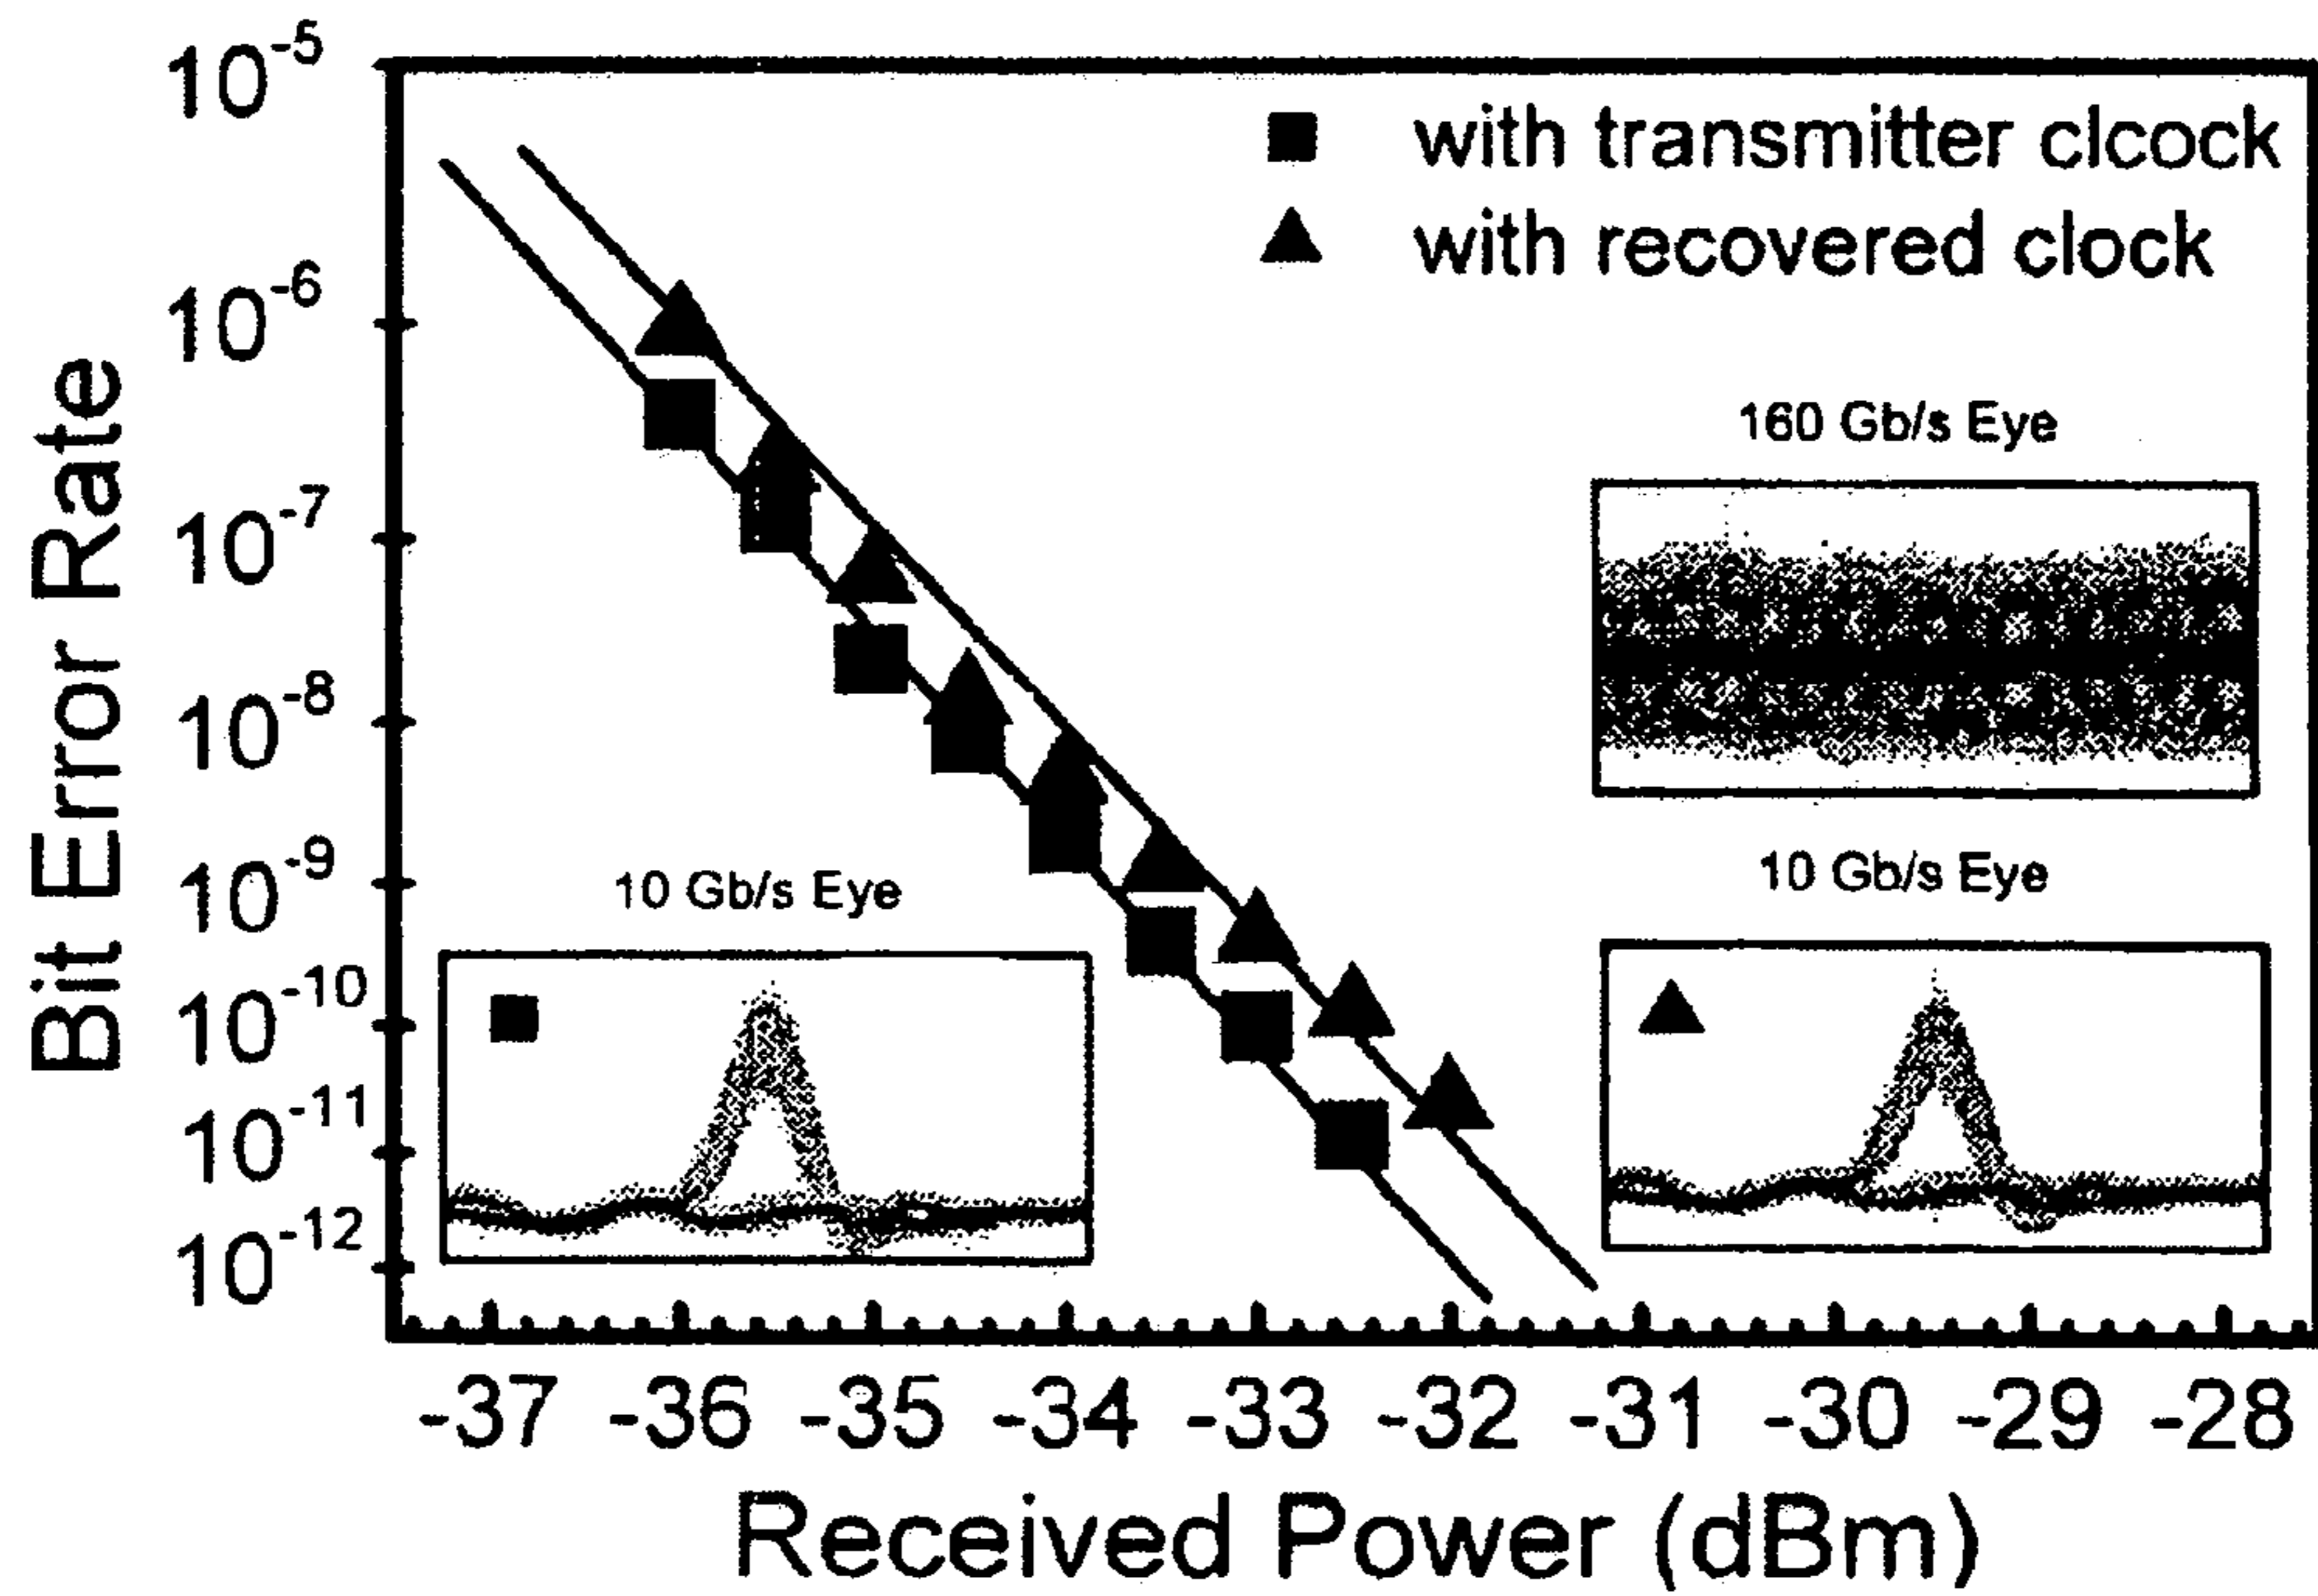 10^-5
with transmitter clcock
with recovered clock
10^-6
10^-7
10^-8
10^-9
10^-10
10^-11
10^-12
Bit Error Rate
160 Gb/s Eye
10 Gb/s Eye
10 Gb/s Eye
-37 -36 -35 -34 -33 -32 -31 -30 -29 -28
Received Power (dBm)